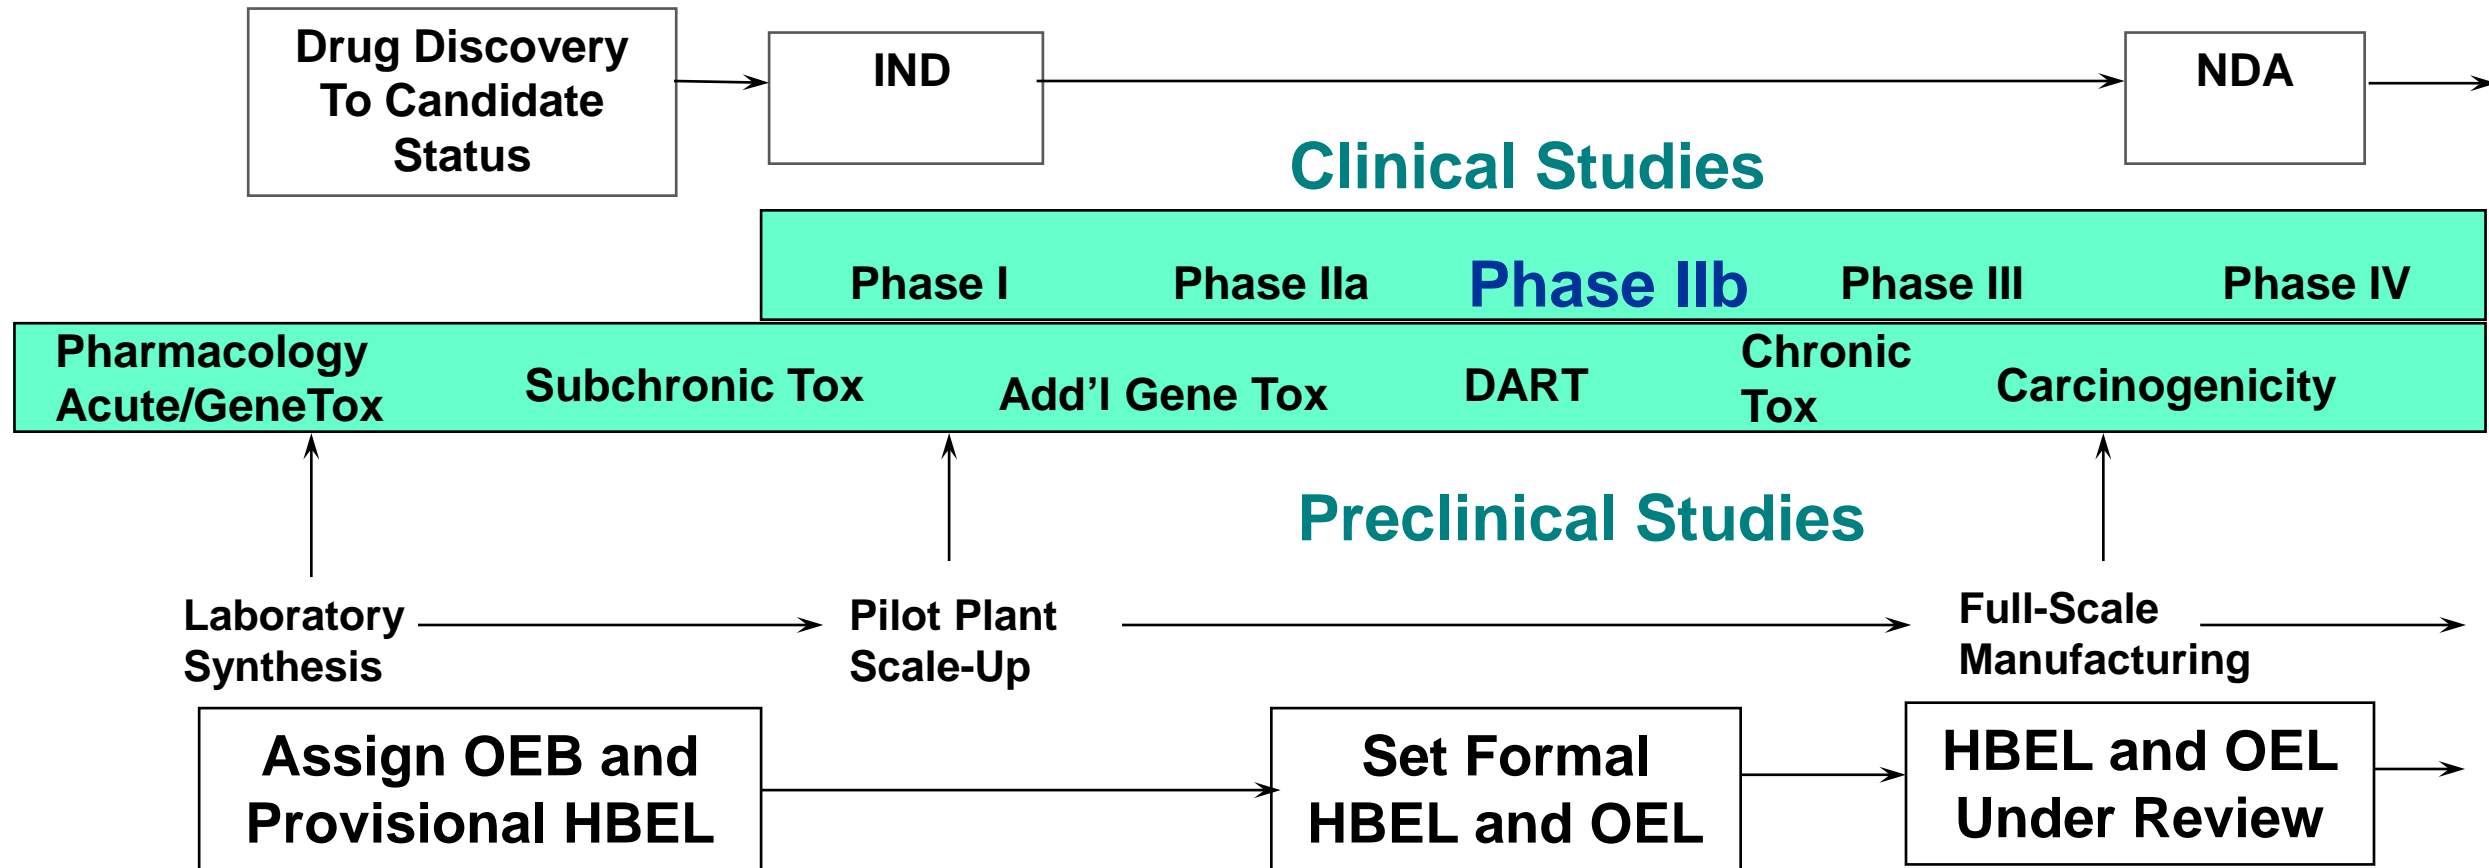 Drug Discovery
To Candidate
Status
IND
NDA
Clinical Studies
Phase I
Phase IIa
Phase IIb
Phase III
Phase IV
Pharmacology
Acute/GeneTox
Subchronic Tox
Add’l Gene Tox
DART
Chronic
Tox
Carcinogenicity
Preclinical Studies
Laboratory
Synthesis
Pilot Plant
Scale-Up
Full-Scale
Manufacturing
Assign OEB and
Provisional HBEL
Set Formal
HBEL and OEL
HBEL and OEL
Under Review